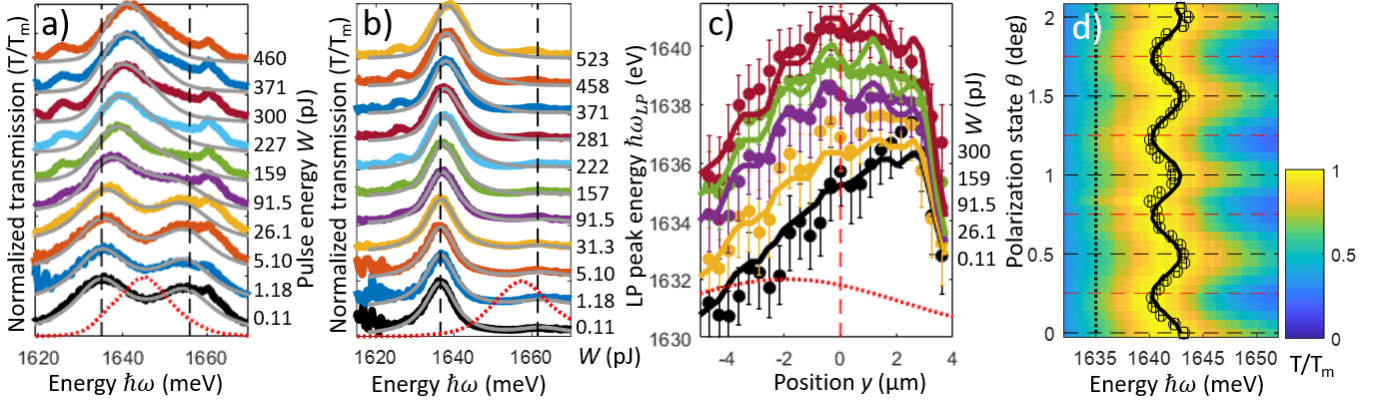 a)
Normalized transmission (T/Tm)
460
371
300
227
159
91.5
26.1
5.10
1.18
0.11
Pulse energy W (pJ)
1620 1640 1660
Energy ħω (meV)
b)
Normalized transmission (T/Tm)
523
458
371
281
222
157
91.5
31.3
5.10
1.18
0.11
W (pJ)
1620 1640 1660
Energy ħω (meV)
c)
LP peak energy ħωLP (eV)
1640
1638
1636
1634
1632
1630
-4 -2 0 2 4
Position y (μm)
W (pJ)
300
159
91.5
26.1
0.11
d)
Polarization state θ (deg)
2
1.5
1
0.5
0
1635 1640 1645 1650
Energy ħω (meV)
1
0.5
0
T/Tm